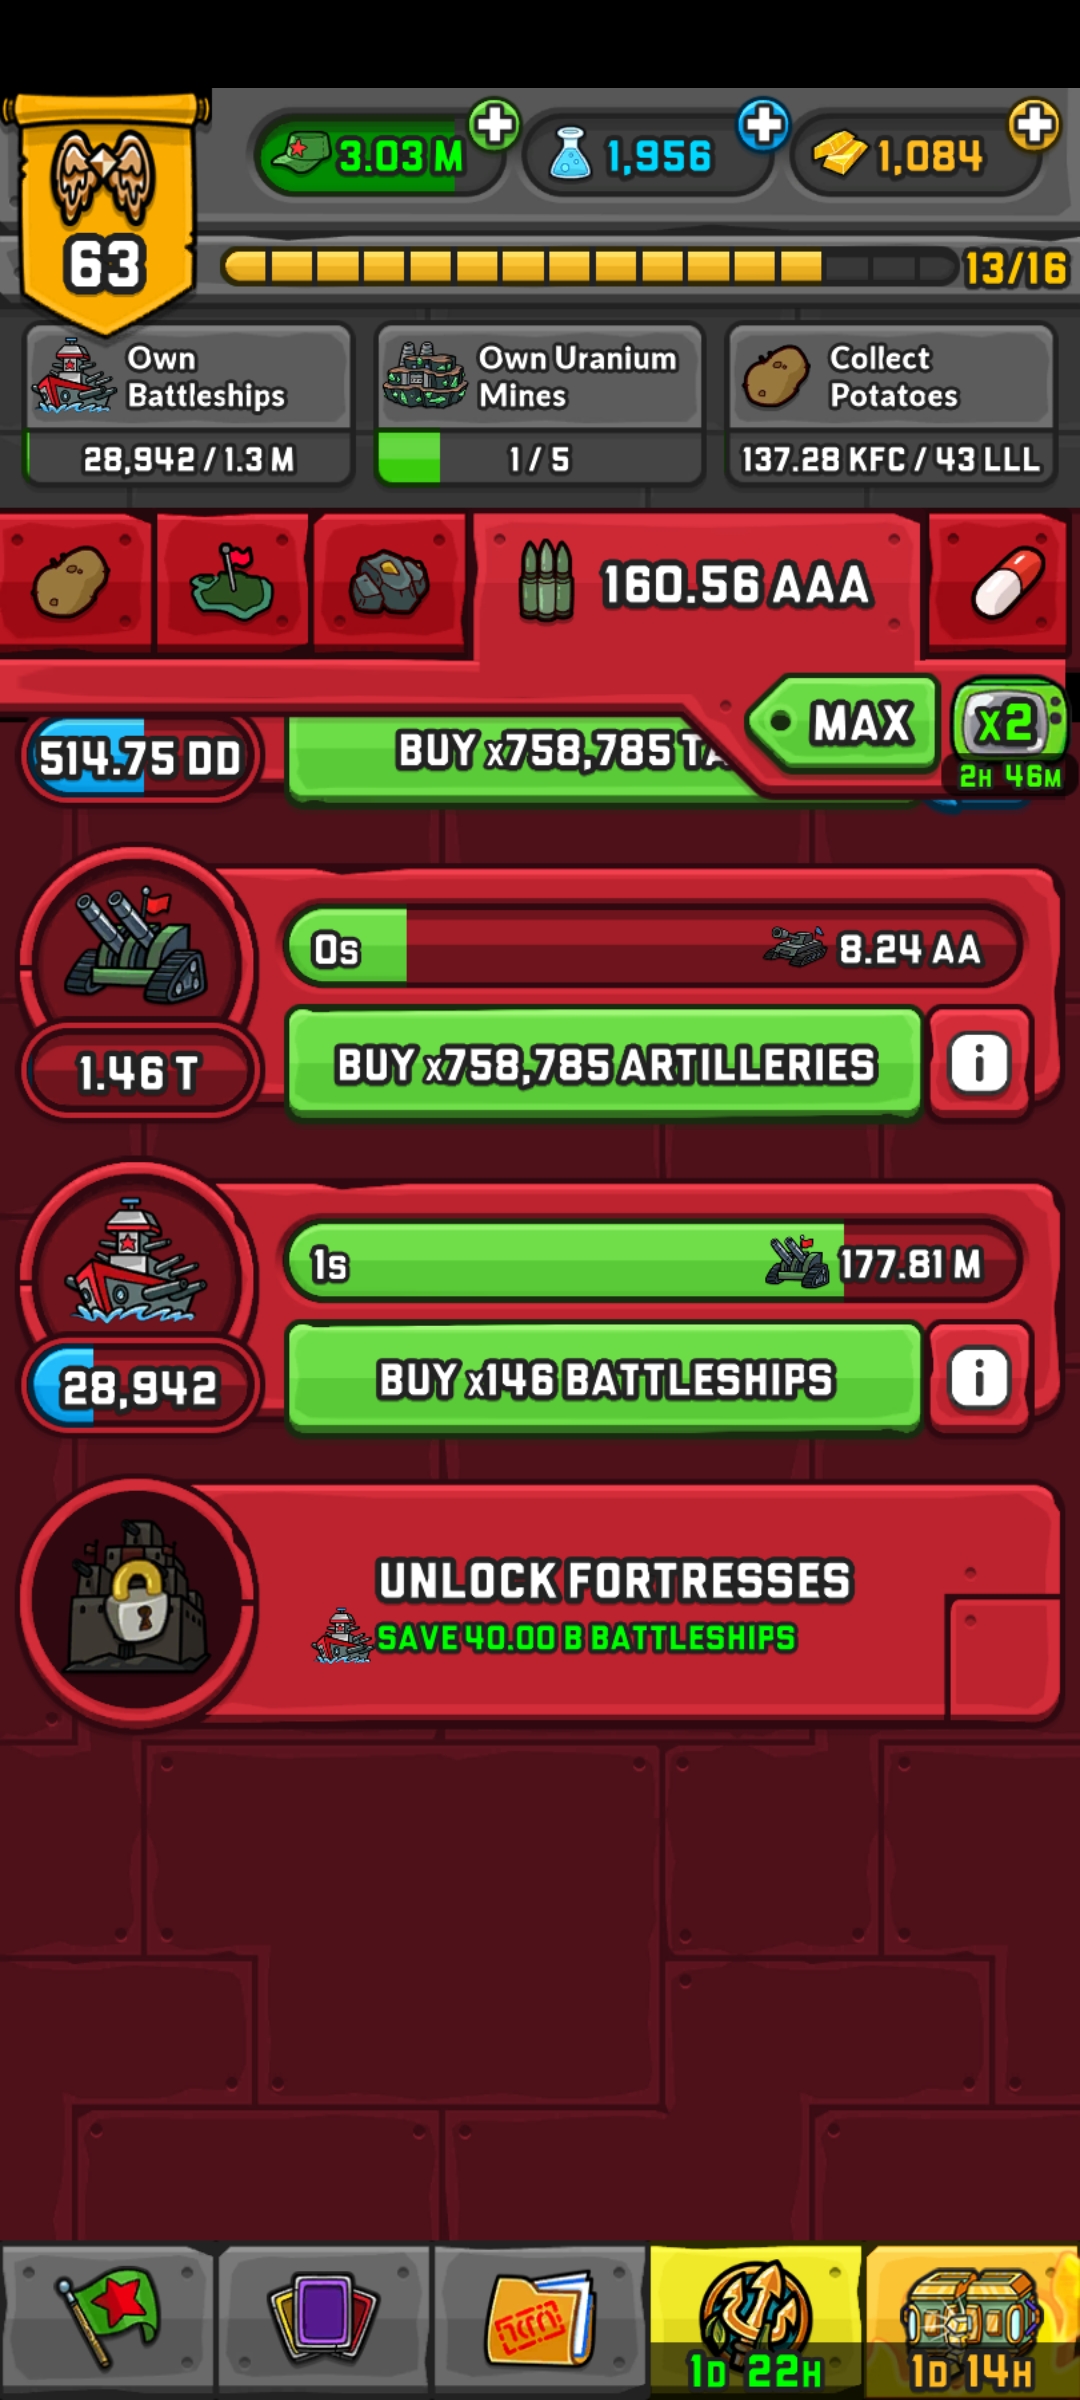 3.03 M
1,956
1,084
63
13/16
Own
Battleships
28,942 / 1.3 M
Own Uranium
Mines
1 / 5
Collect
Potatoes
137.28 KFC / 43 LLL
160.56 AAA
MAX
x2
2H 46M
514.75 DD
BUY x758,785 TA
0s
8.24 AA
1.46 T
BUY x758,785 ARTILLERIES
i
1s
177.81 M
28,942
BUY x146 BATTLESHIPS
i
UNLOCK FORTRESSES
SAVE 40.00 B BATTLESHIPS
1D 22H
1D 14H